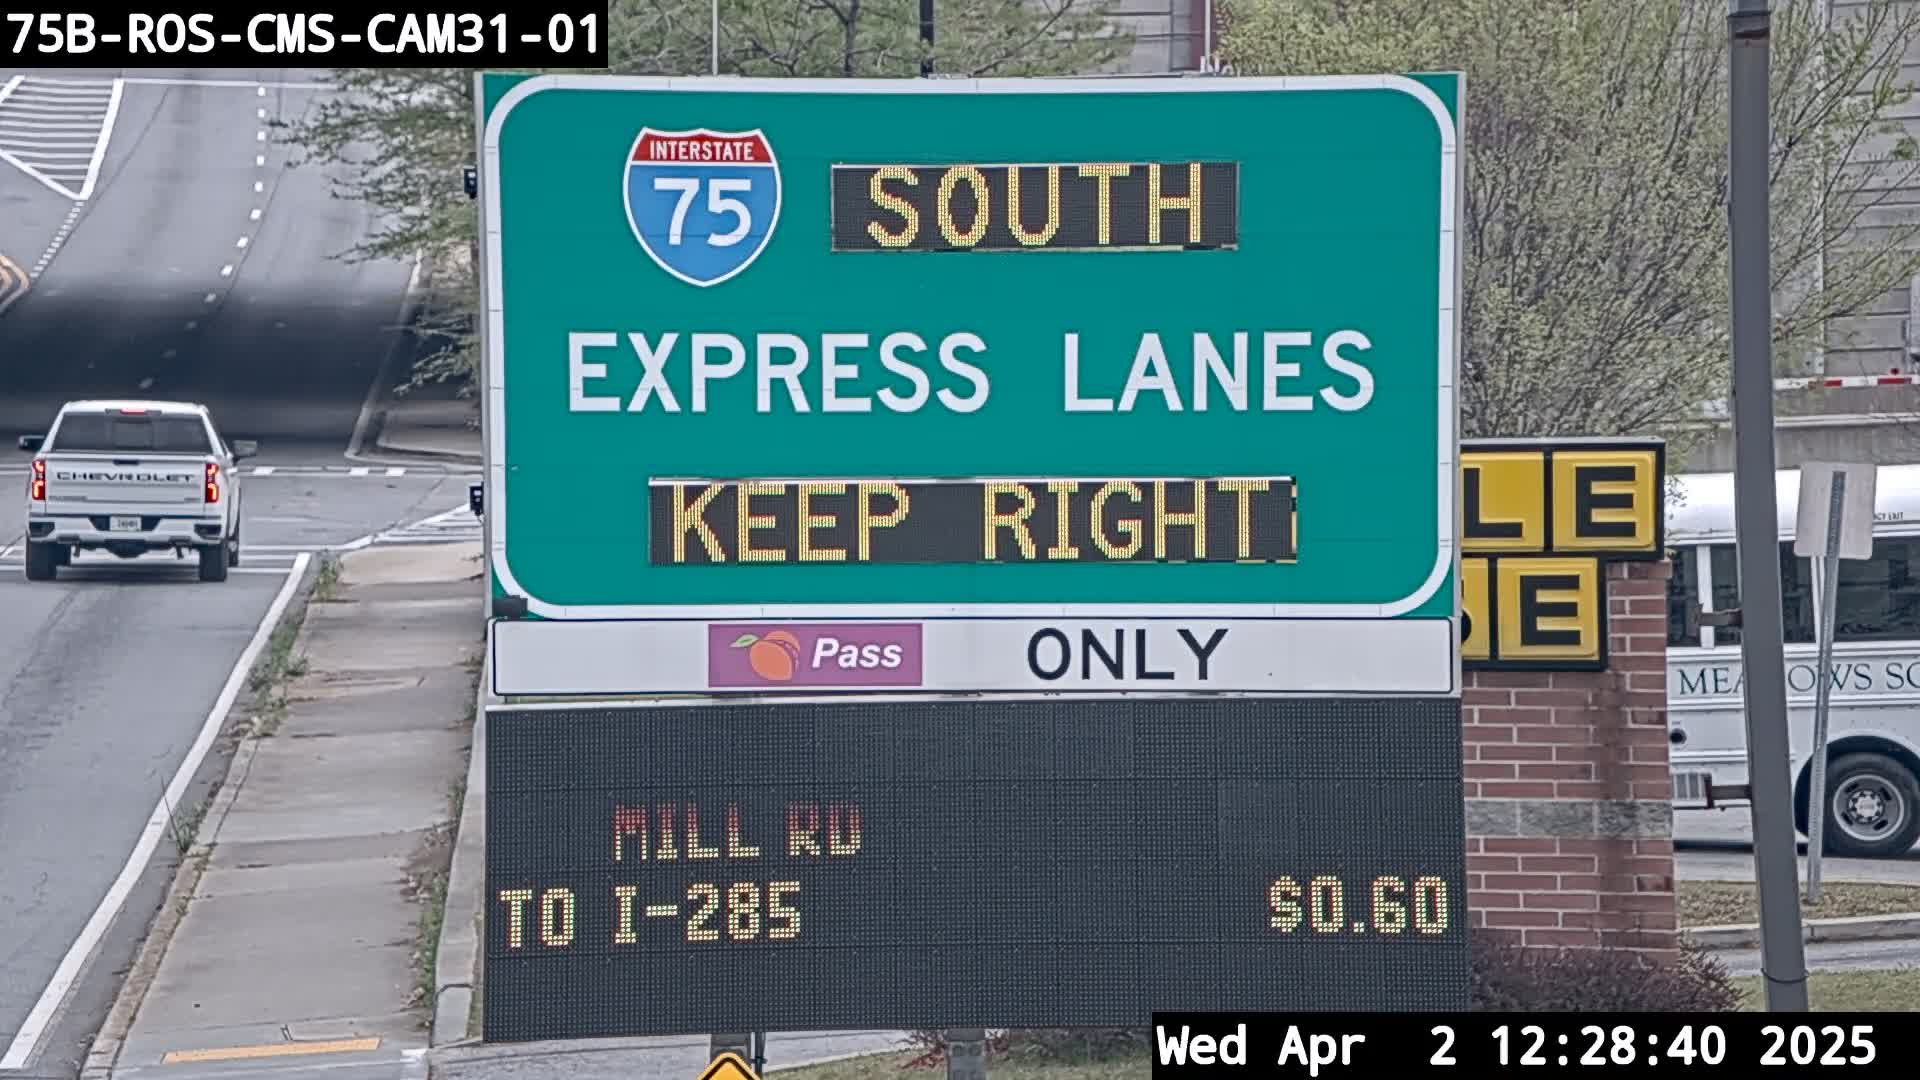 75B-ROS-CMS-CAM31-01
INTERSTATE
75
SOUTH
EXPRESS LANES
KEEP RIGHT
Pass ONLY
MILL RD
TO I-285 $0.60
CHEVROLET
LE
E
Wed Apr 2 12:28:40 2025